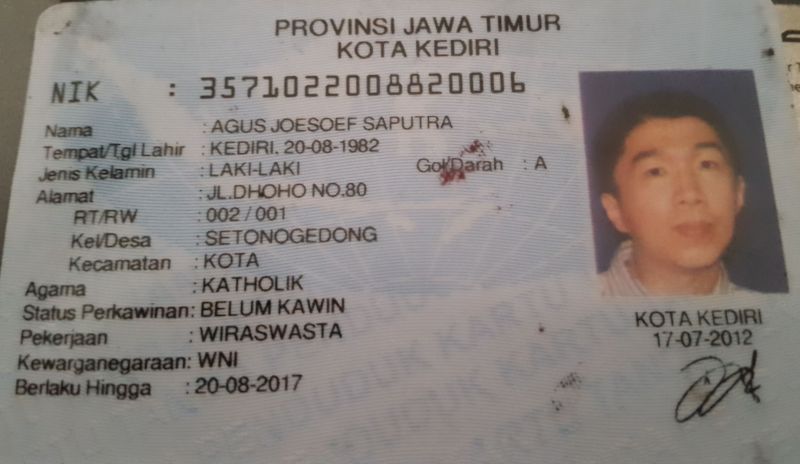 PROVINSI JAWA TIMUR
KOTA KEDIRI
NIK : 3571022008820006
Nama : AGUS JOESOEF SAPUTRA
Tempat/Tgl Lahir : KEDIRI. 20-08-1982
Jenis Kelamin : LAKI-LAKI Gol/Darah : A
Alamat : JL.DHOHO NO.80
RT/RW : 002 / 001
Kel/Desa : SETONOGEDONG
Kecamatan : KOTA
Agama : KATHOLIK
Status Perkawinan: BELUM KAWIN
Pekerjaan : WIRASWASTA
Kewarganegaraan: WNI
Berlaku Hingga : 20-08-2017
KOTA KEDIRI
17-07-2012